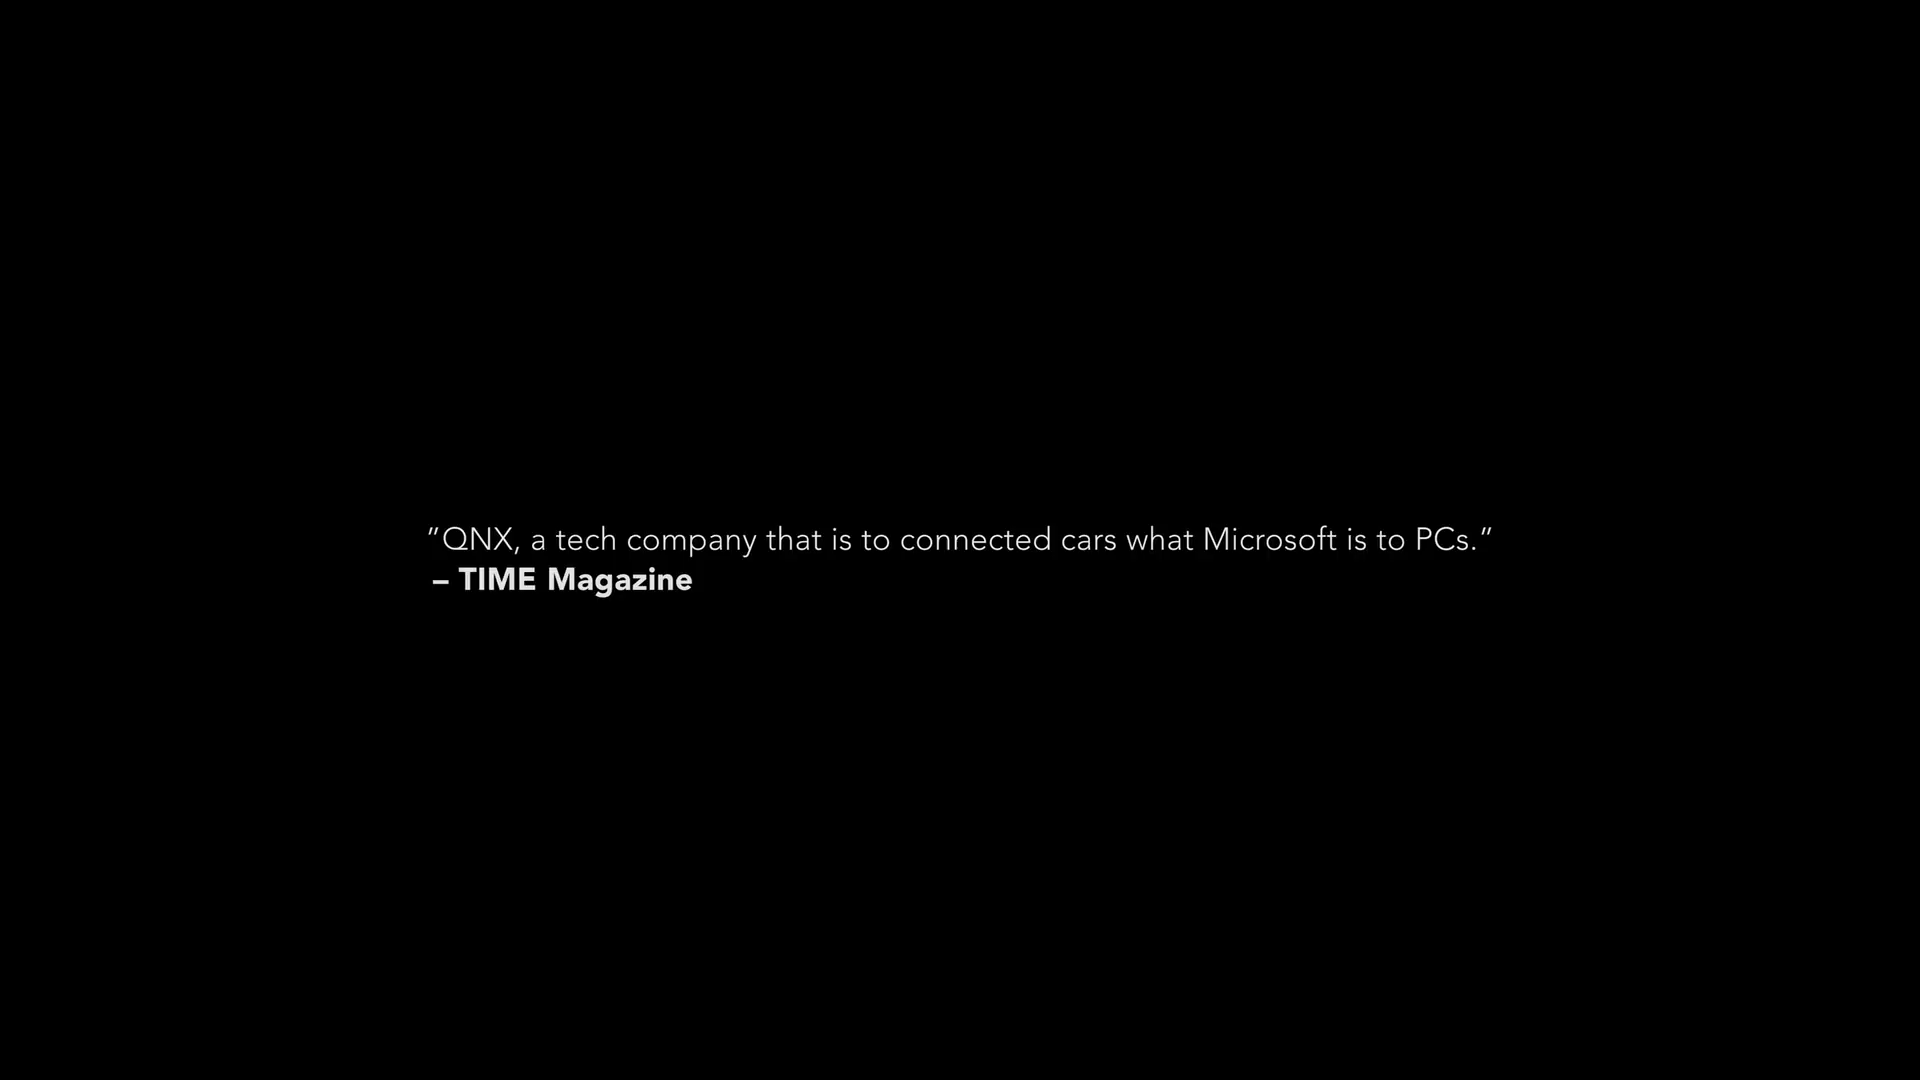 ”QNX, a tech company that is to connected cars what Microsoft is to PCs.”
– TIME Magazine